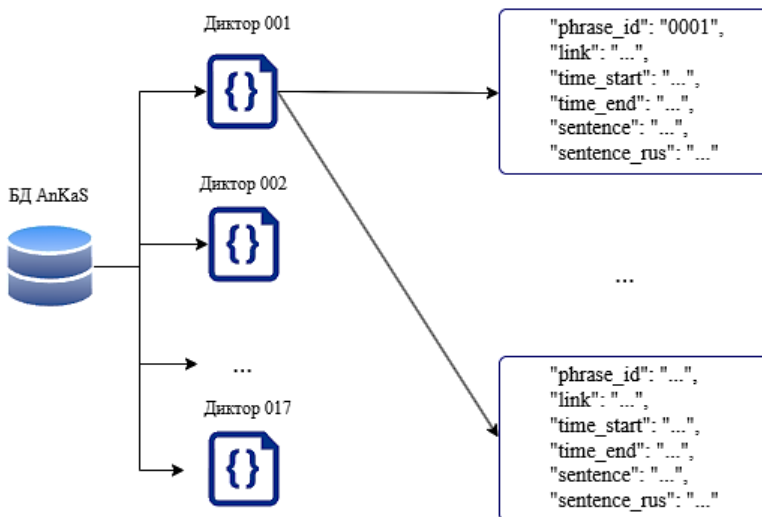 Диктор 001
{}
"phrase_id": "0001",
"link": "...",
"time_start": "...",
"time_end": "...",
"sentence": "...",
"sentence_rus": "..."
БД AnKaS
Диктор 002
{}
...
...
Диктор 017
{}
"phrase_id": "...",
"link": "...",
"time_start": "...",
"time_end": "...",
"sentence": "...",
"sentence_rus": "..."